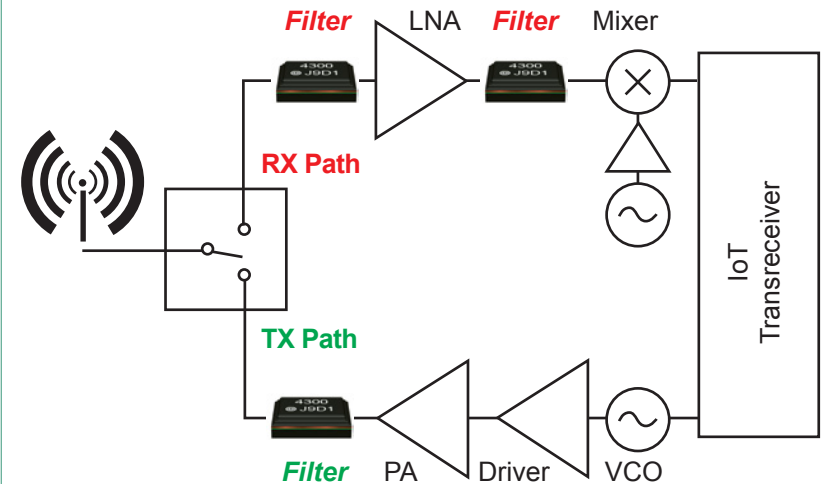 Filter LNA Filter Mixer
4300
J9D1
4300
J9D1
RX Path
IoT
Transreceiver
TX Path
4300
J9D1
Filter PA Driver VCO